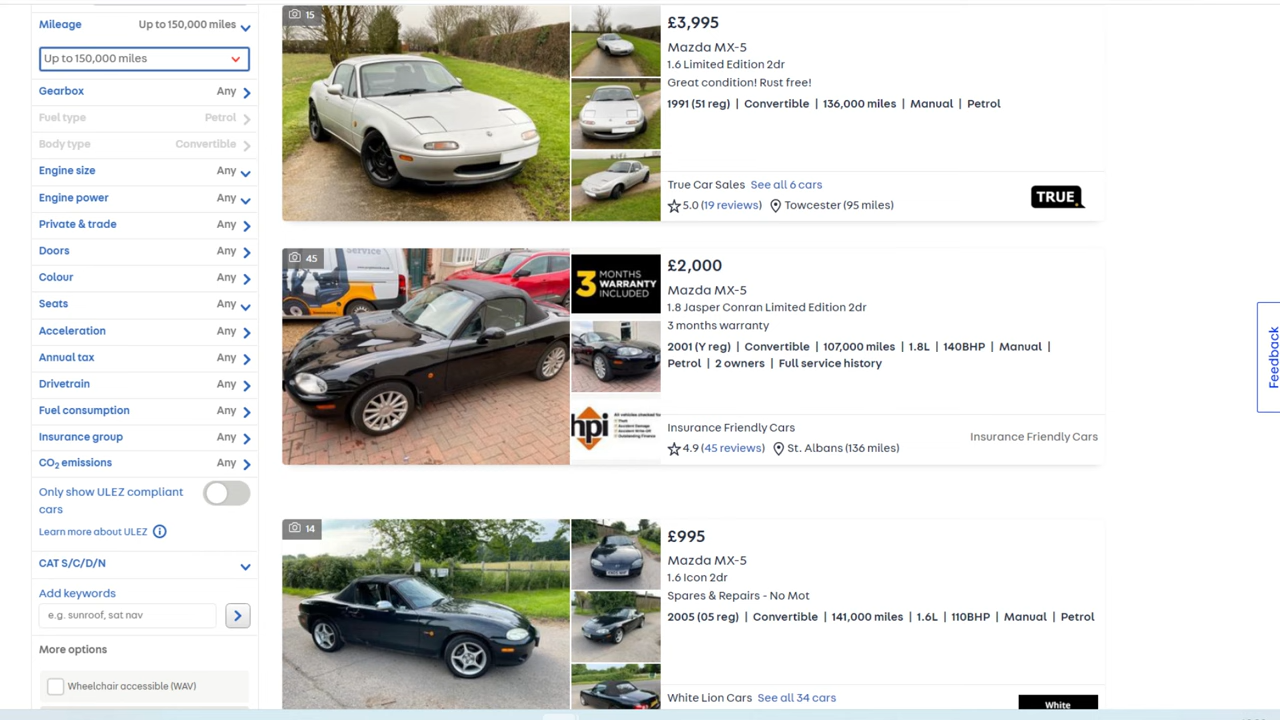 Mileage Up to 150,000 miles
Up to 150,000 miles
Gearbox Any
Fuel type Petrol
Body type Convertible
Engine size Any
Engine power Any
Private & trade Any
Doors Any
Colour Any
Seats Any
Acceleration Any
Annual tax Any
Drivetrain Any
Fuel consumption Any
Insurance group Any
CO2 emissions Any
Only show ULEZ compliant
cars
Learn more about ULEZ
CAT S/C/D/N
Add keywords
e.g. sunroof, sat nav
More options
Wheelchair accessible (WAV)
15
£3,995
Mazda MX-5
1.6 Limited Edition 2dr
Great condition! Rust free!
1991 (51 reg) | Convertible | 136,000 miles | Manual | Petrol
True Car Sales See all 6 cars
5.0 (19 reviews) Towcester (95 miles)
TRUE
45
Service
3 MONTHS
WARRANTY
INCLUDED
hpi
£2,000
Mazda MX-5
1.8 Jasper Conran Limited Edition 2dr
3 months warranty
2001 (Y reg) | Convertible | 107,000 miles | 1.8L | 140BHP | Manual |
Petrol | 2 owners | Full service history
Insurance Friendly Cars
4.9 (45 reviews) St. Albans (136 miles)
Insurance Friendly Cars
14
£995
Mazda MX-5
1.6 Icon 2dr
Spares & Repairs - No Mot
2005 (05 reg) | Convertible | 141,000 miles | 1.6L | 110BHP | Manual | Petrol
White Lion Cars See all 34 cars
White
Feedback